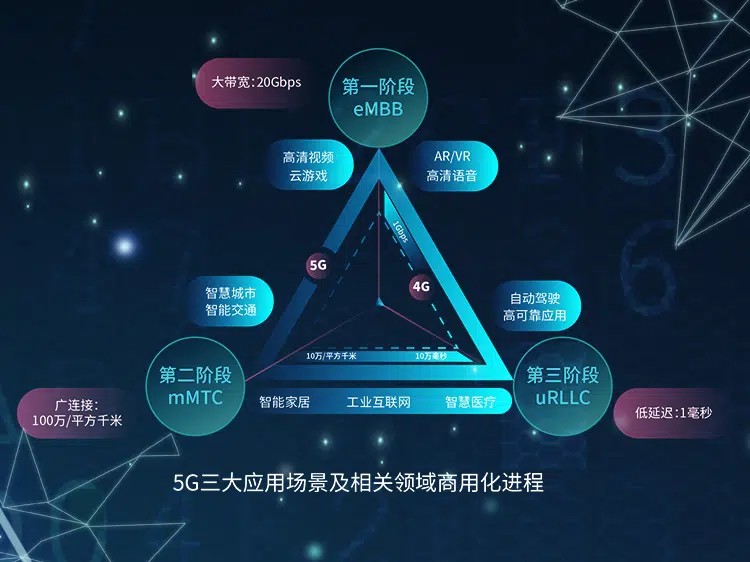 大带宽:20Gbps
第一阶段
eMBB
高清视频
云游戏
AR/VR
高清语音
1Gbps
5G
4G
智慧城市
智能交通
自动驾驶
高可靠应用
10万/平方千米
10万毫秒
第二阶段
mMTC
第三阶段
uRLLC
广连接:
100万/平方千米
智能家居
工业互联网
智慧医疗
低延迟:1毫秒
5G三大应用场景及相关领域商用化进程